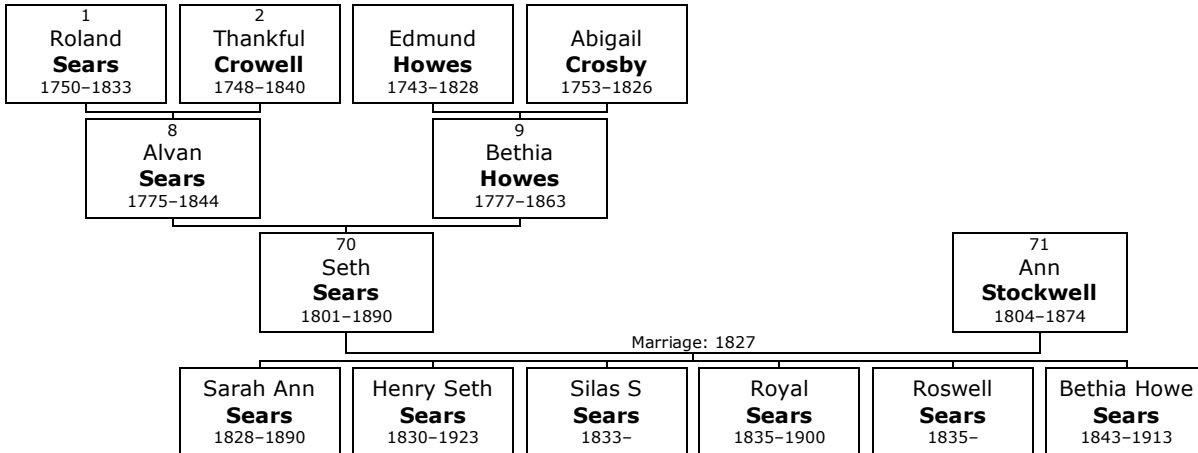 1
Roland
Sears
1750–1833
2
Thankful
Crowell
1748–1840
Edmund
Howes
1743–1828
Abigail
Crosby
1753–1826
8
Alvan
Sears
1775–1844
9
Bethia
Howes
1777–1863
70
Seth
Sears
1801–1890
71
Ann
Stockwell
1804–1874
Marriage: 1827
Sarah Ann
Sears
1828–1890
Henry Seth
Sears
1830–1923
Silas S
Sears
1833–
Royal
Sears
1835–1900
Roswell
Sears
1835–
Bethia Howe
Sears
1843–1913